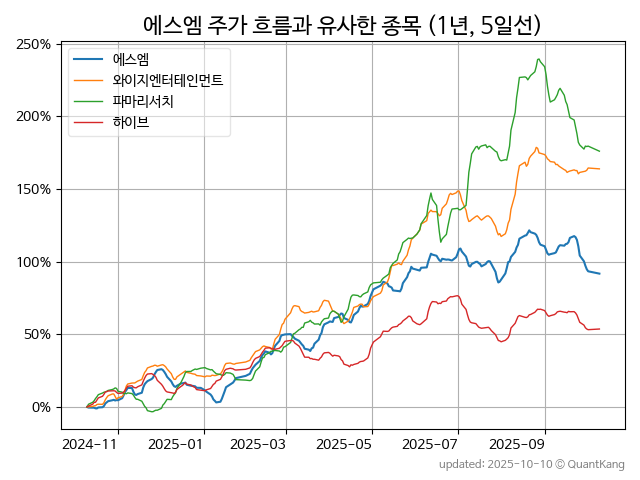 에스엠 주가 흐름과 유사한 종목 (1년, 5일선)
250%
200%
150%
100%
50%
0%
에스엠
와이지엔터테인먼트
파마리서치
하이브
2024-11
2025-01
2025-03
2025-05
2025-07
2025-09
updated: 2025-10-10 © QuantKang